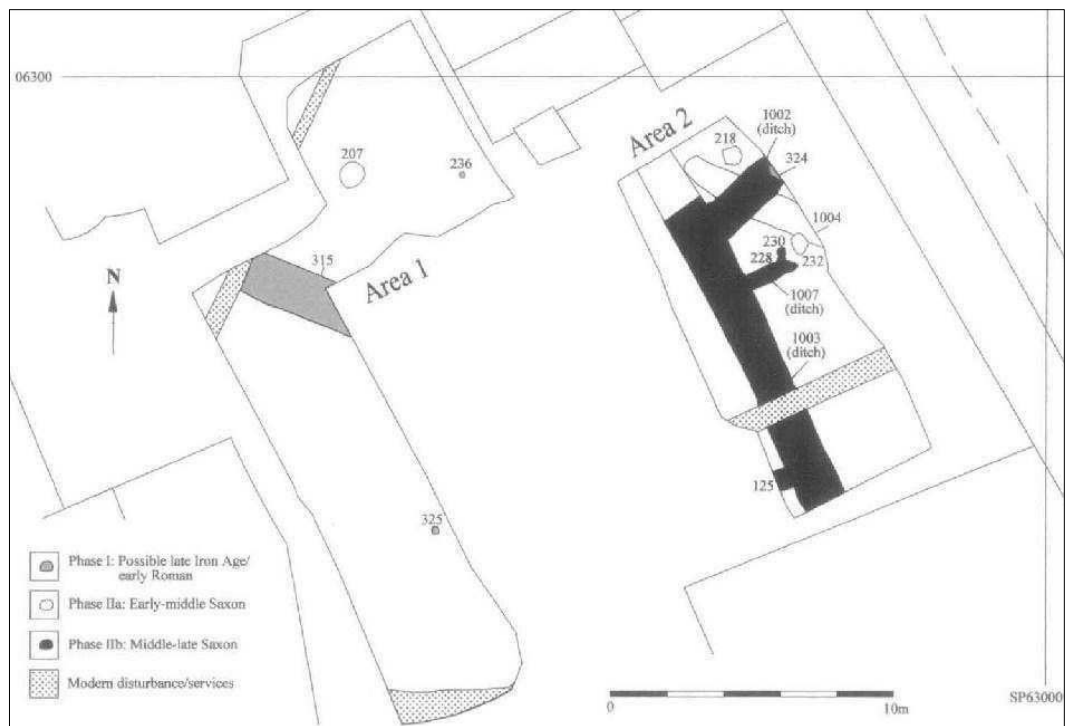 06300
Area 2
1002
(ditch)
218
324
207
236
1004
230
228
232
315
Area 1
N
1007
(ditch)
1003
(ditch)
125
325
Phase I: Possible late Iron Age/
early Roman
Phase IIa: Early-middle Saxon
Phase IIb: Middle-late Saxon
Modern disturbance/services
0
10m
SP63000